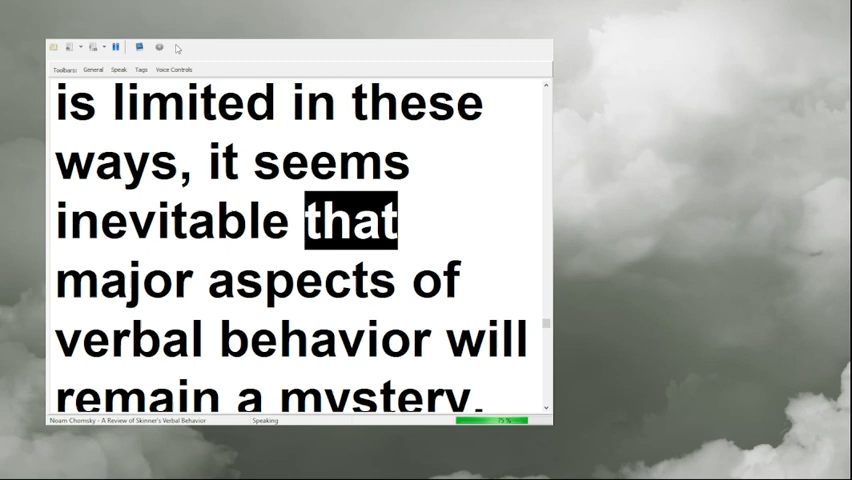 Toolbars: General Speak Tags Voice Controls
is limited in these
ways, it seems
inevitable that
major aspects of
verbal behavior will
remain a mystery.
Noam Chomsky - A Review of Skinner's Verbal Behavior Speaking 75 %